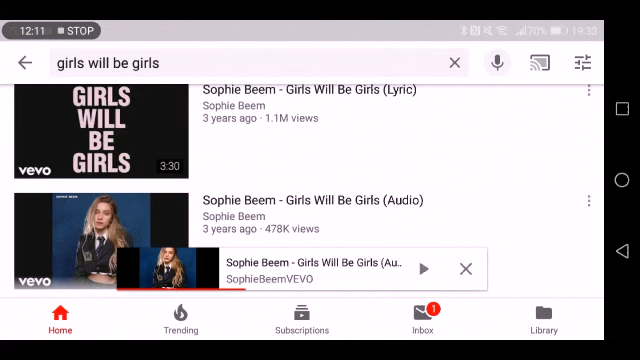 12:11 STOP
70% 19:33
girls will be girls
GIRLS
WILL
BE
GIRLS
vevo
3:30
Sophie Beem - Girls Will Be Girls (Lyric)
Sophie Beem
3 years ago · 1.1M views
SOPHIE BEEM
vevo
Sophie Beem - Girls Will Be Girls (Audio)
Sophie Beem
3 years ago · 478K views
Sophie Beem - Girls Will Be Girls (Au..
SophieBeemVEVO
1
Home
Trending
Subscriptions
Inbox
Library